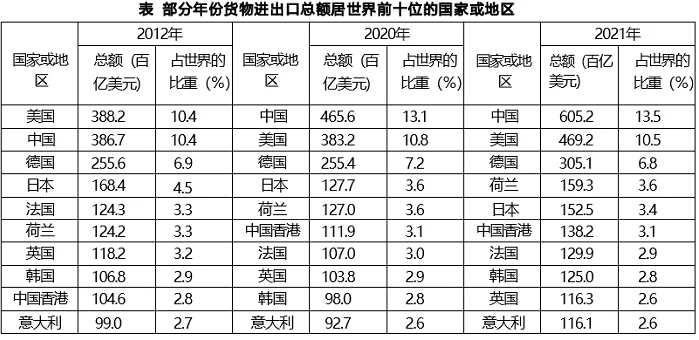 表 部分年份货物进出口总额居世界前十位的国家或地区
国家或地区 2012年 国家或地区 2020年 国家或地区 2021年
总额（百亿美元） 占世界的比重（%） 总额（百亿美元） 占世界的比重（%） 总额（百亿美元） 占世界的比重（%）
美国 388.2 10.4 中国 465.6 13.1 中国 605.2 13.5
中国 386.7 10.4 美国 383.2 10.8 美国 469.2 10.5
德国 255.6 6.9 德国 255.4 7.2 德国 305.1 6.8
日本 168.4 4.5 日本 127.7 3.6 荷兰 159.3 3.6
法国 124.3 3.3 荷兰 127.0 3.6 日本 152.5 3.4
荷兰 124.2 3.3 中国香港 111.9 3.1 中国香港 138.2 3.1
英国 118.2 3.2 法国 107.0 3.0 法国 129.9 2.9
韩国 106.8 2.9 英国 103.8 2.9 韩国 125.0 2.8
中国香港 104.6 2.8 韩国 98.0 2.8 英国 116.3 2.6
意大利 99.0 2.7 意大利 92.7 2.6 意大利 116.1 2.6